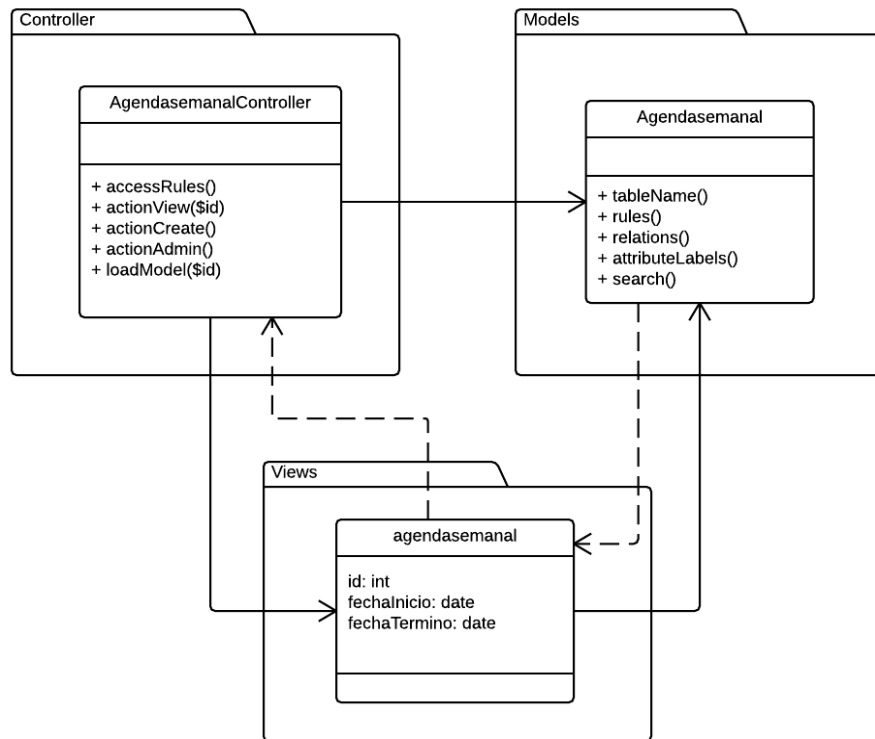 Controller
AgendasemanalController
+ accessRules()
+ actionView($id)
+ actionCreate()
+ actionAdmin()
+ loadModel($id)
Models
Agendasemanal
+ tableName()
+ rules()
+ relations()
+ attributeLabels()
+ search()
Views
agendasemanal
id: int
fechaInicio: date
fechaTermino: date